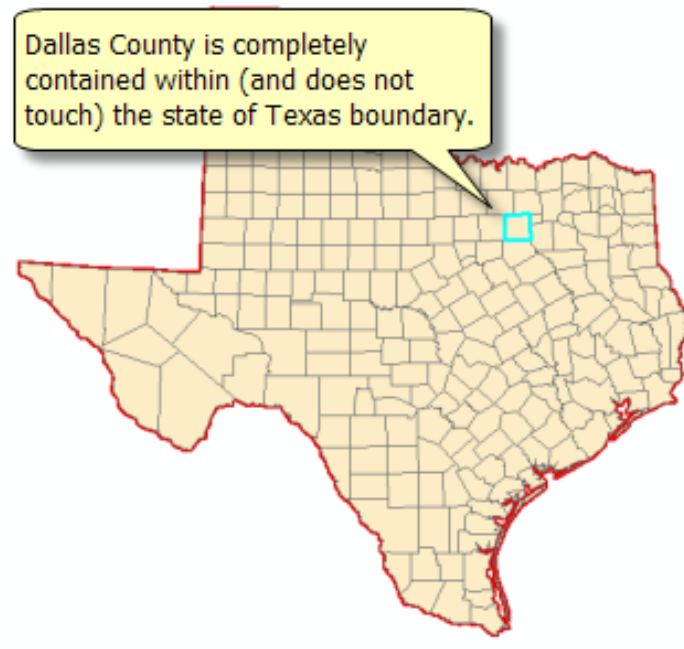 Dallas County is completely
contained within (and does not
touch) the state of Texas boundary.